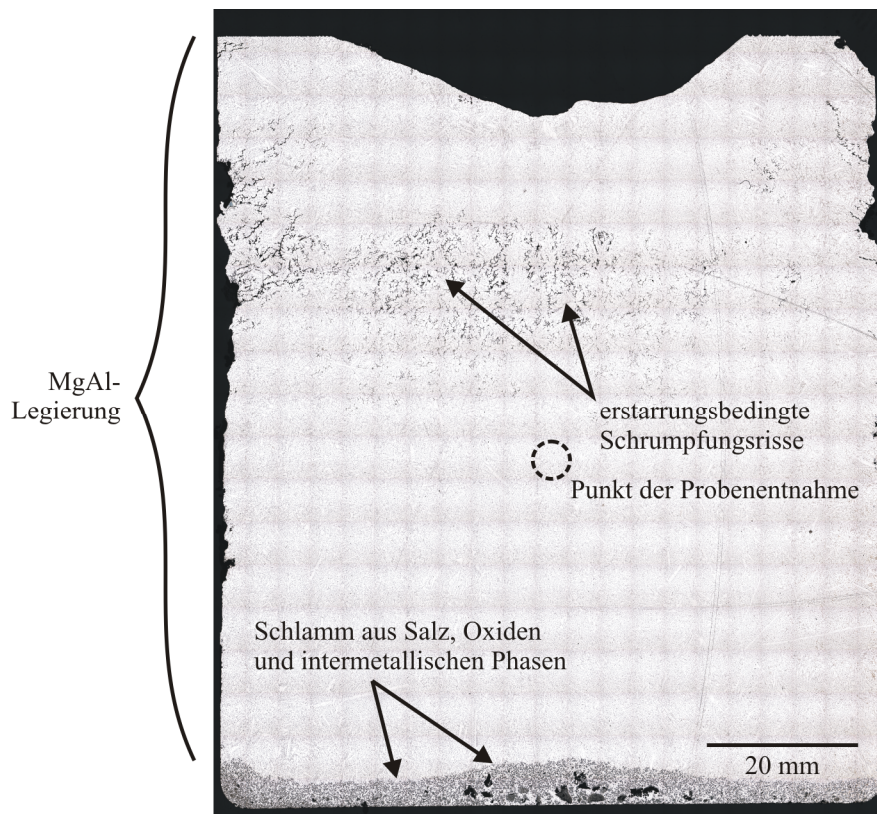 MgAl-
Legierung
erstarrungsbedingte
Schrumpfungsrisse
Punkt der Probenentnahme
Schlamm aus Salz, Oxiden
und intermetallischen Phasen
20 mm